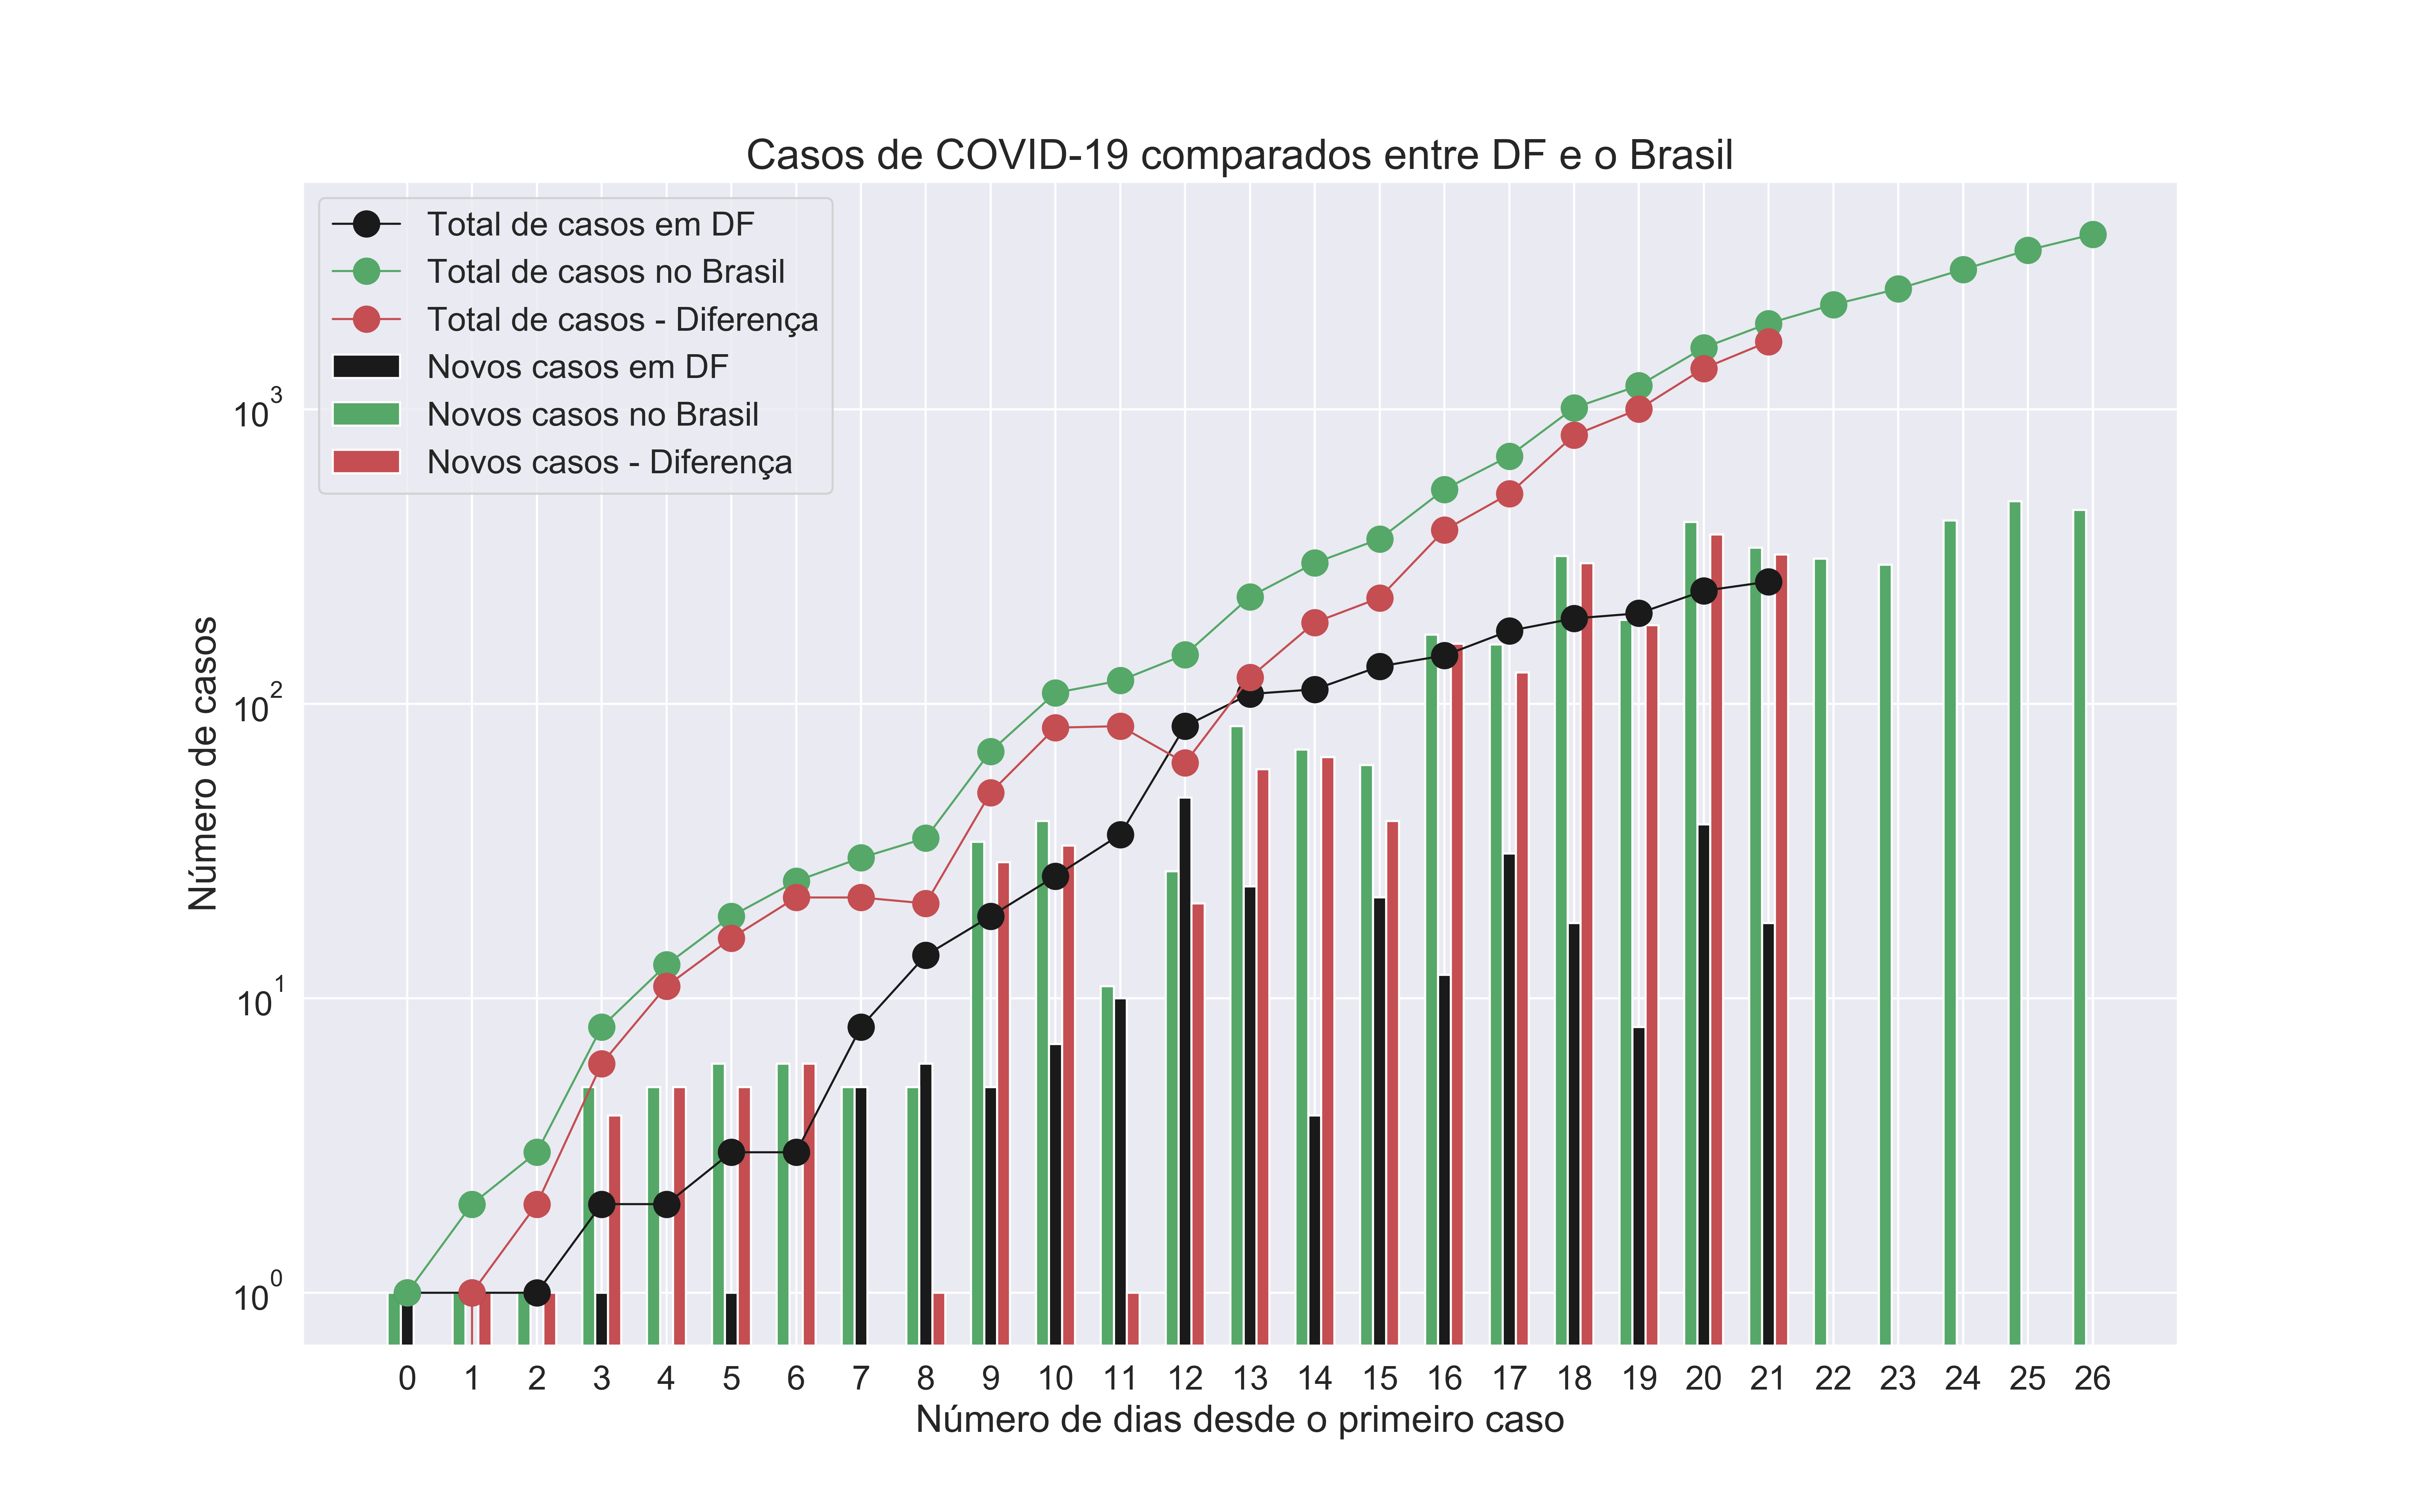 Casos de COVID-19 comparados entre DF e o Brasil
Total de casos em DF
Total de casos no Brasil
Total de casos - Diferença
Novos casos em DF
Novos casos no Brasil
Novos casos - Diferença
Número de casos
10^3
10^2
10^1
10^0
0 1 2 3 4 5 6 7 8 9 10 11 12 13 14 15 16 17 18 19 20 21 22 23 24 25 26
Número de dias desde o primeiro caso